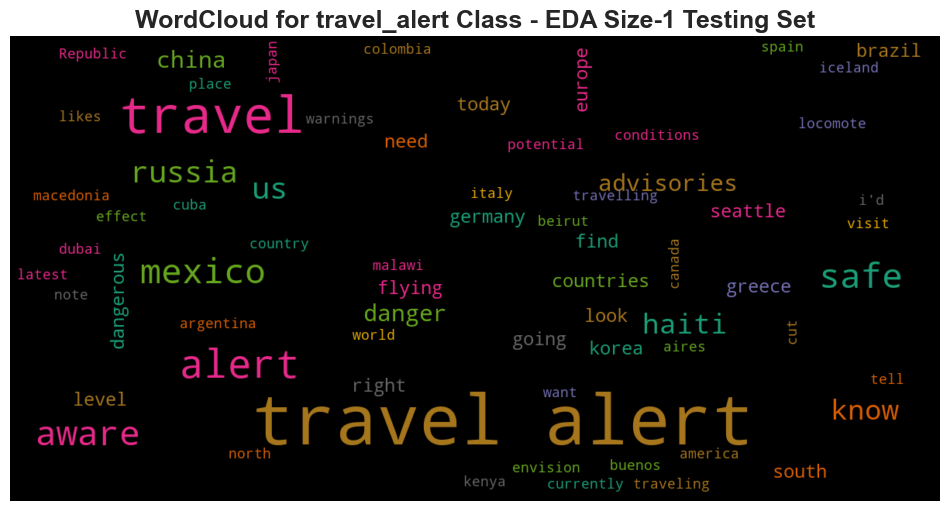 WordCloud for travel_alert Class - EDA Size-1 Testing Set
Republic
china
japan
colombia
europe
spain
brazil
iceland
place
likes
travel
warnings
today
need
potential
conditions
locomote
russia
us
macedonia
cuba
effect
italy
germany
beirut
advisories
travelling
seattle
i'd
visit
dubai
country
find
latest
note
dangerous
mexico
malawi
flying
countries
canada
greece
safe
argentina
danger
world
look
haiti
cut
going
korea
aires
alert
right
level
want
tell
travel alert
know
aware
north
america
kenya
envision
buenos
currently
traveling
south